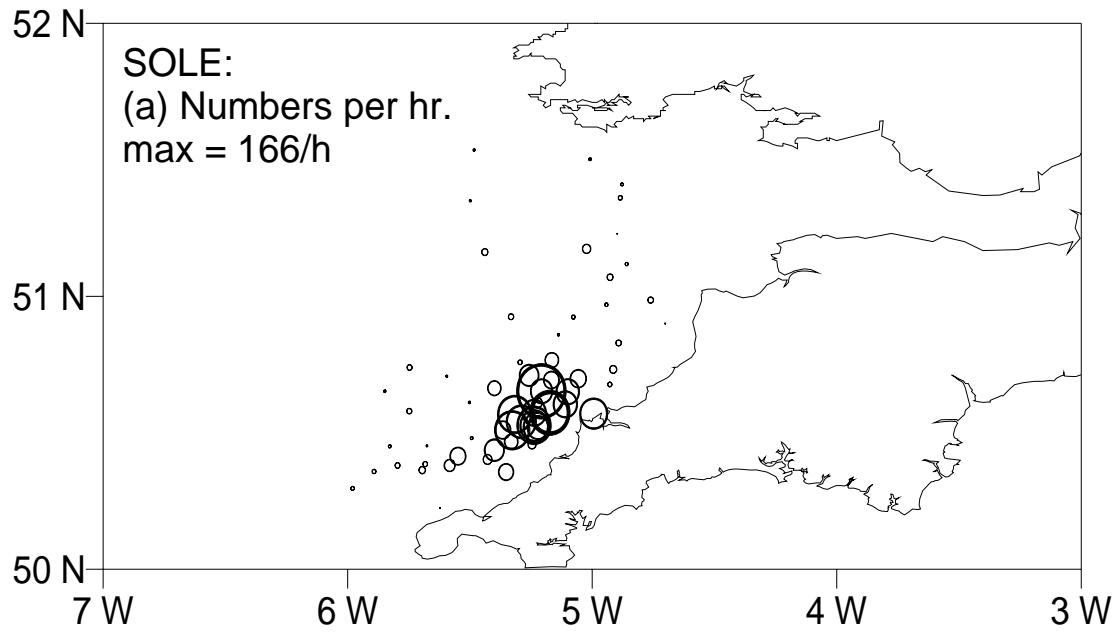 52 N
SOLE:
(a) Numbers per hr.
max = 166/h
51 N
50 N
7 W 6 W 5 W 4 W 3 W